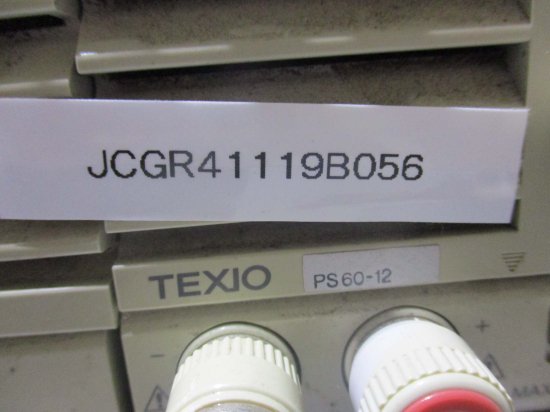 JCGR41119B056
TEXIO PS60-12
- +